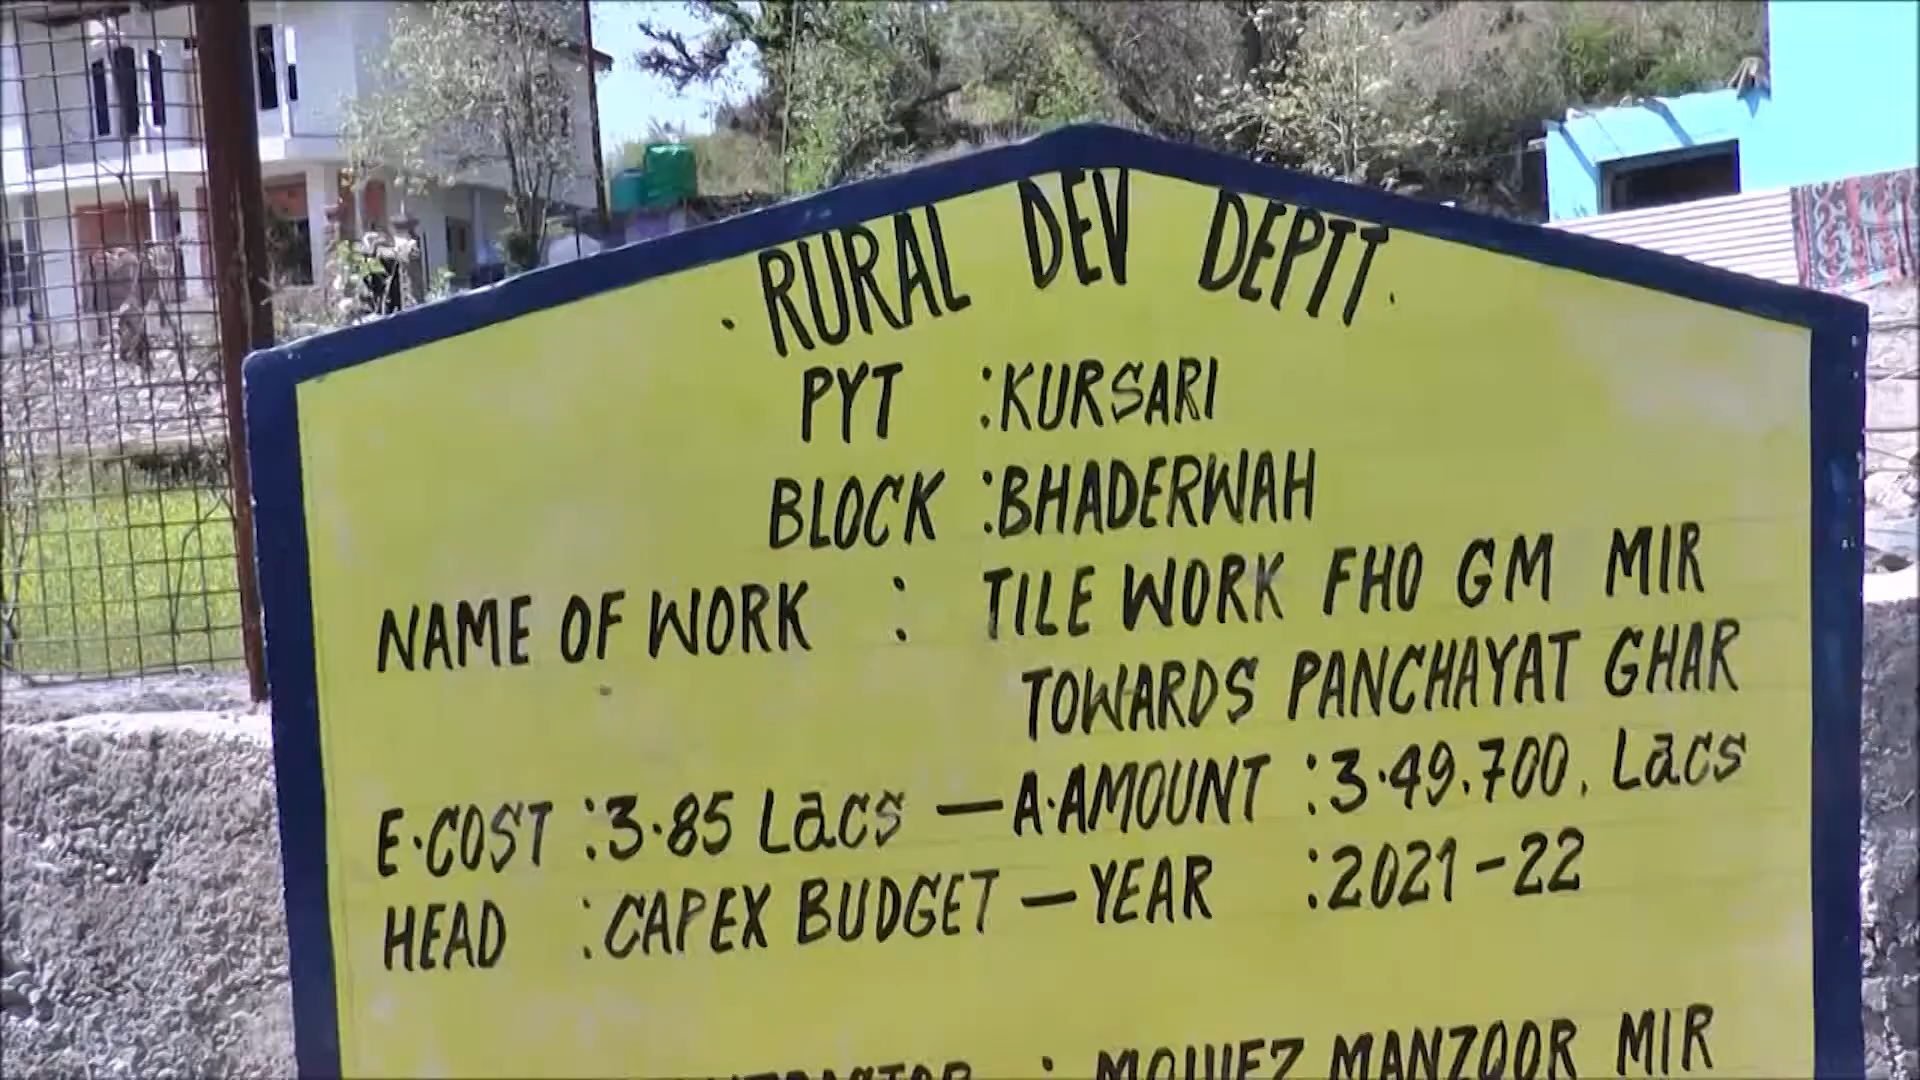 . RURAL DEV DEPTT.
PYT :KURSARI
BLOCK :BHADERWAH
NAME OF WORK : TILE WORK FHO GM MIR
TOWARDS PANCHAYAT GHAR
E.COST :3.85 Lacs — A.AMOUNT :3.49.700. Lacs
HEAD :CAPEX BUDGET — YEAR :2021-22
: MANZOOR MIR